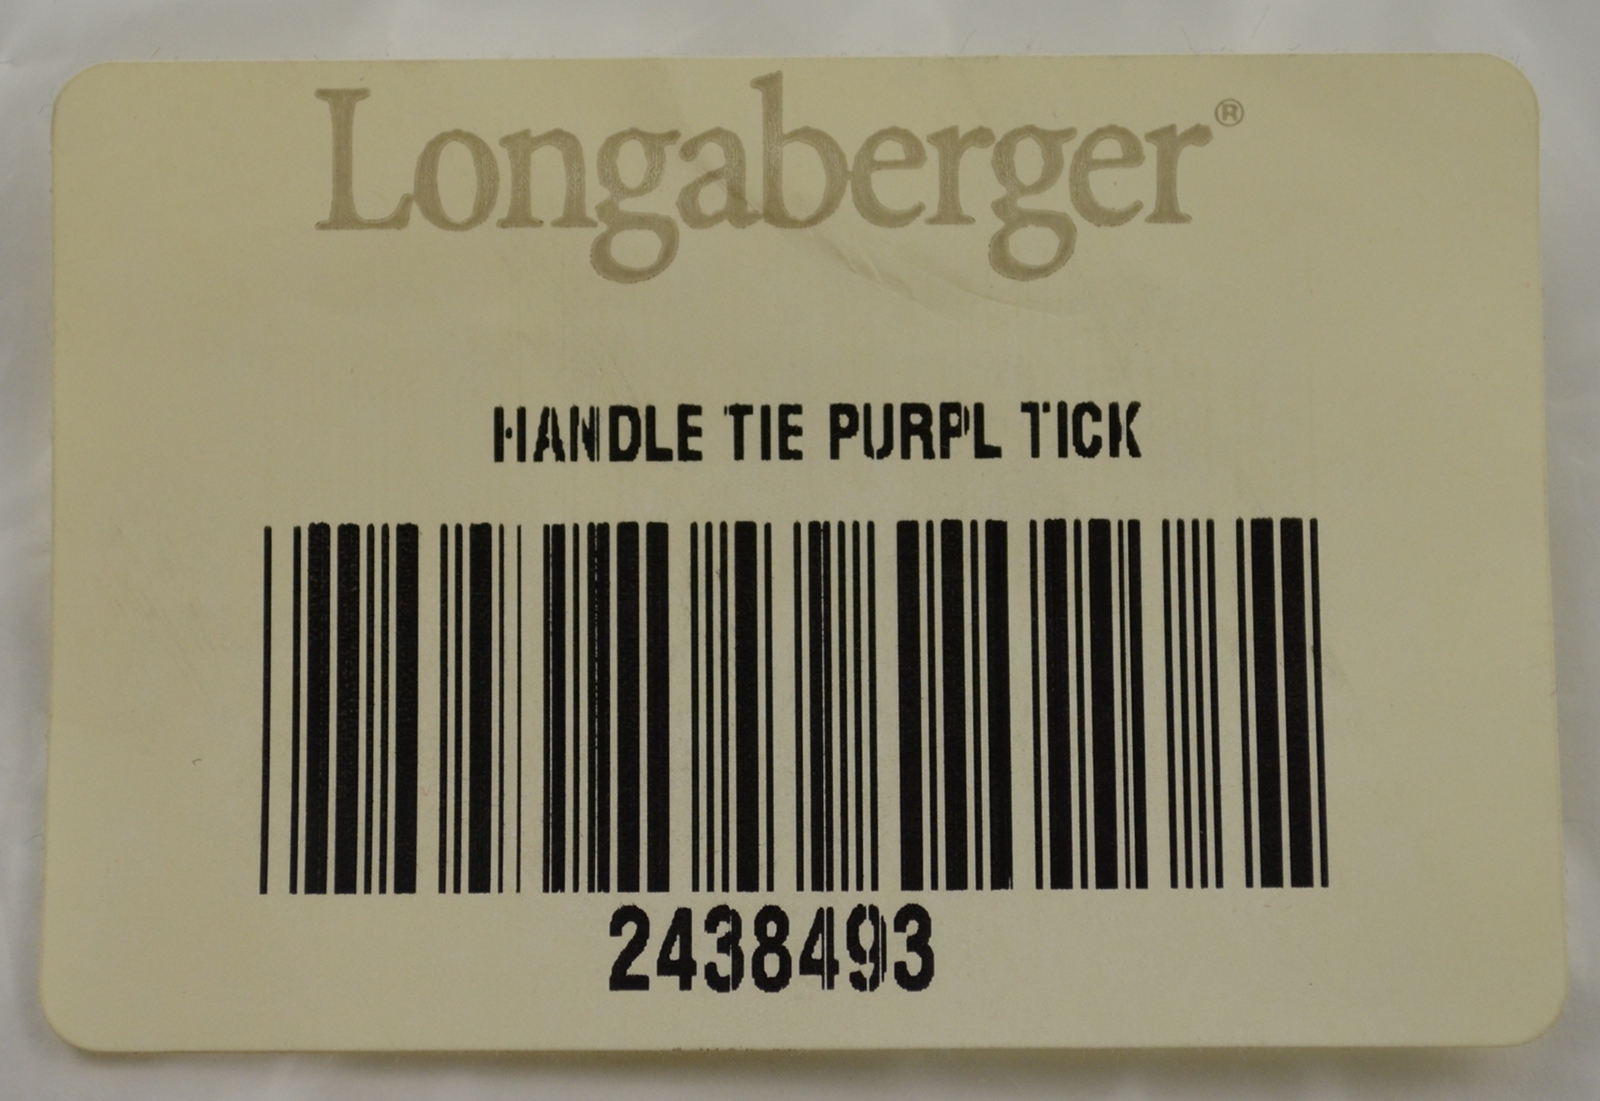 Longaberger®
HANDLE TIE PURPL TICK
2438493